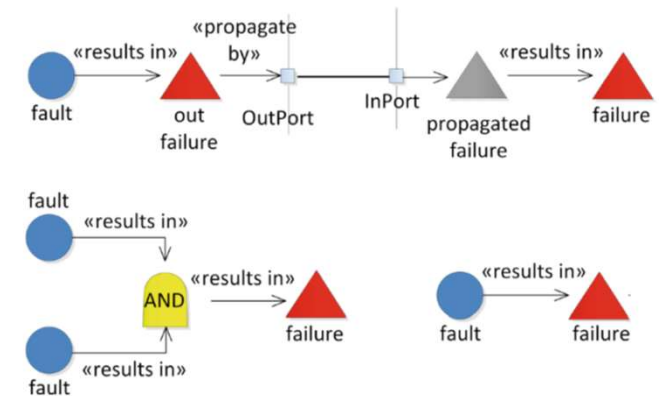 «propagate
by»
«results in»
«results in»
fault
out
failure
OutPort
InPort
propagated
failure
failure
fault
«results in»
AND
«results in»
failure
«results in»
fault
«results in»
fault
failure